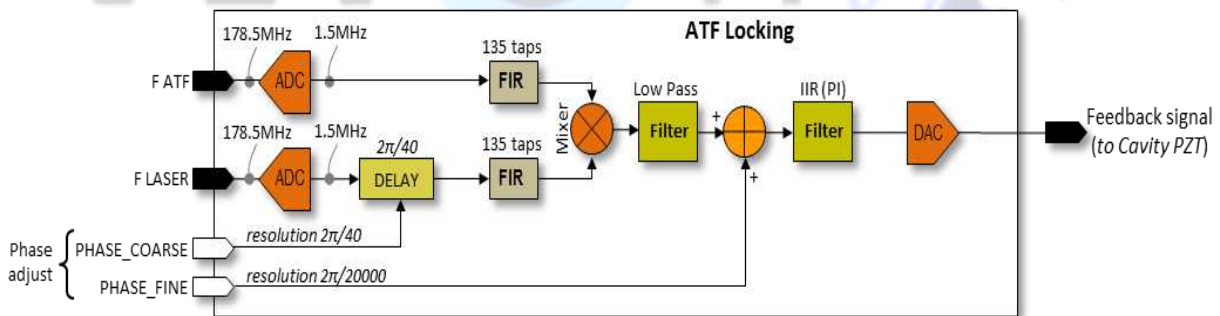 ATF Locking
178.5MHz
1.5MHz
135 taps
F ATF
ADC
FIR
Low Pass
IIR (PI)
Mixer
178.5MHz
1.5MHz
2π/40
135 taps
+
Filter
Filter
DAC
Feedback signal
(to Cavity PZT)
F LASER
ADC
DELAY
FIR
+
Phase
adjust
PHASE_COARSE
resolution 2π/40
PHASE_FINE
resolution 2π/20000